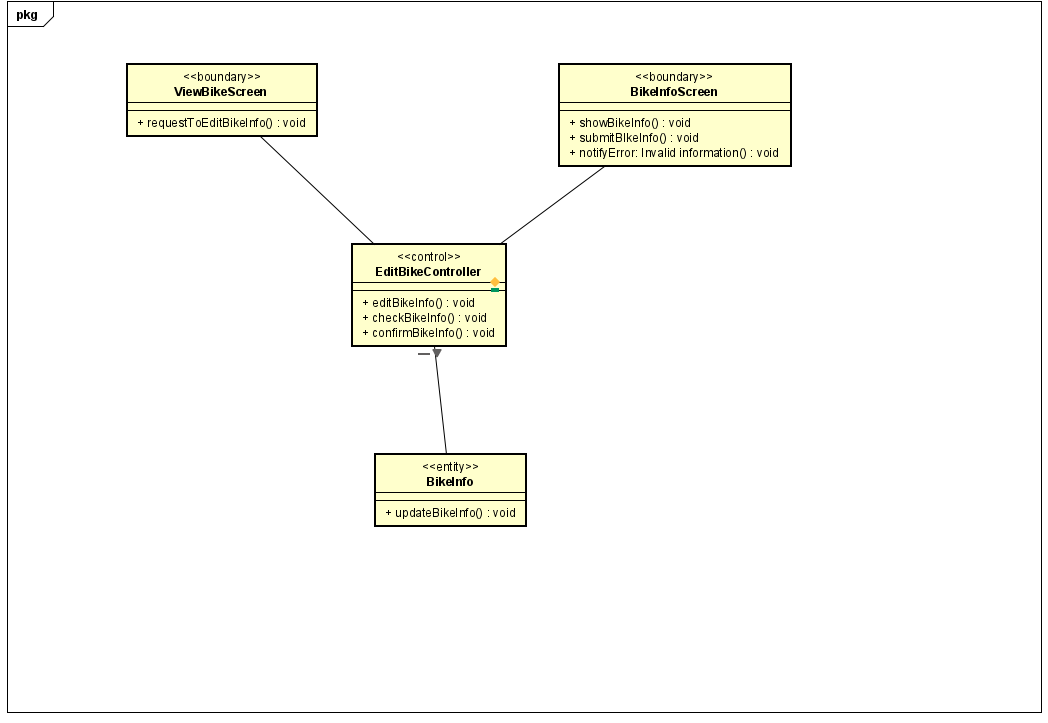 pkg
<<boundary>>
ViewBikeScreen
+ requestToEditBikeInfo() : void
<<boundary>>
BikeInfoScreen
+ showBikeInfo() : void
+ submitBIkeInfo() : void
+ notifyError: Invalid information() : void
<<control>>
EditBikeController
+ editBikeInfo() : void
+ checkBikeInfo() : void
+ confirmBikeInfo() : void
<<entity>>
BikeInfo
+ updateBikeInfo() : void